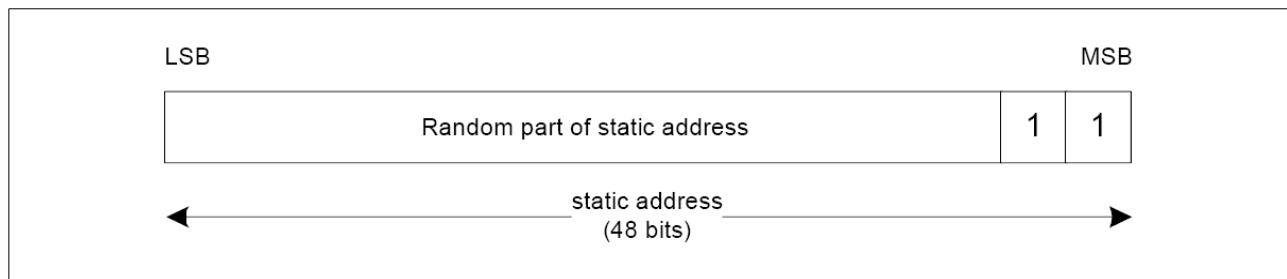 LSB MSB
Random part of static address 1 1
static address
(48 bits)